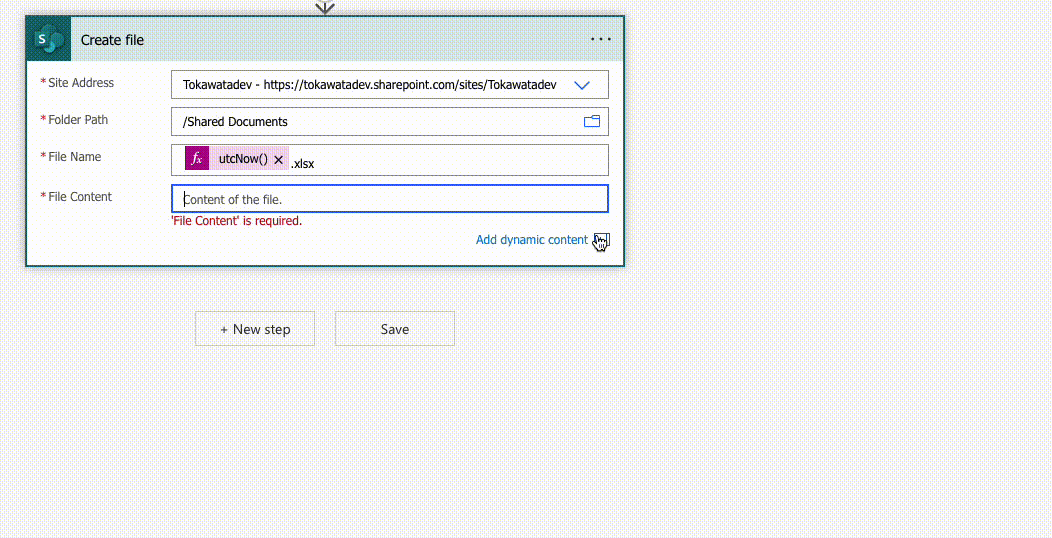 S
Create file
* Site Address
Tokawatadev - https://tokawatadev.sharepoint.com/sites/Tokawatadev
* Folder Path
/Shared Documents
* File Name
fx utcNow() × .xlsx
* File Content
Content of the file.
'File Content' is required.
Add dynamic content
+ New step
Save